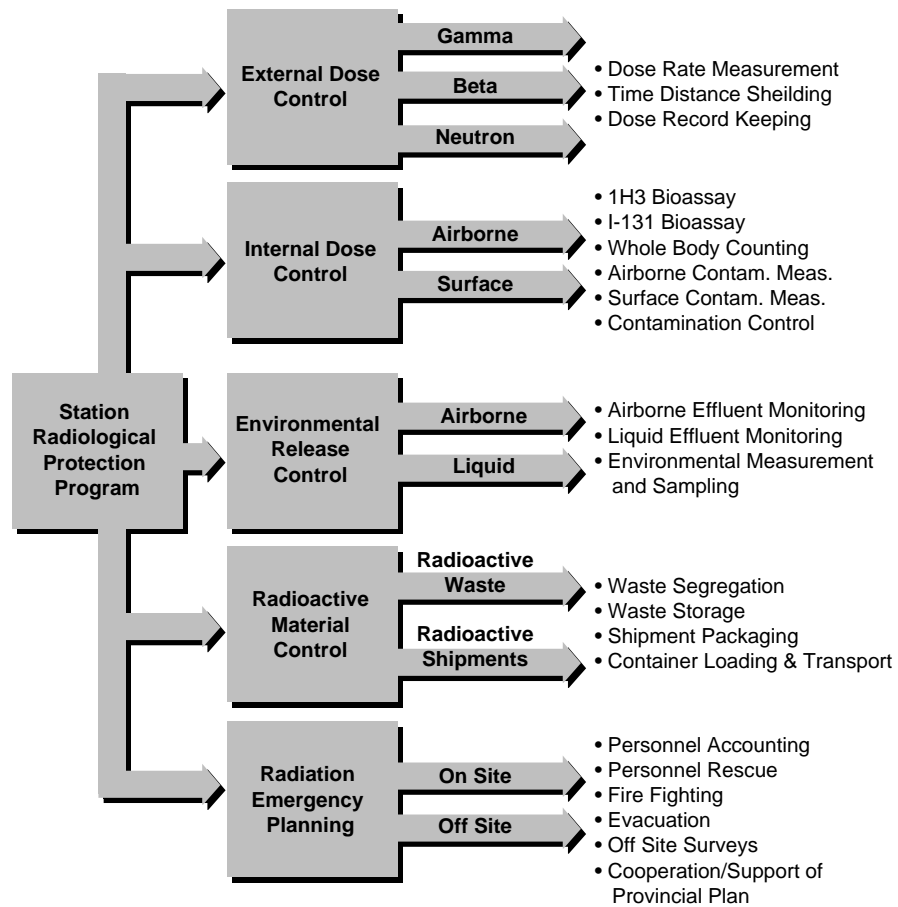 Station
Radiological
Protection
Program
External Dose
Control
Gamma
Beta
Neutron
• Dose Rate Measurement
• Time Distance Sheilding
• Dose Record Keeping
Internal Dose
Control
Airborne
Surface
• 1H3 Bioassay
• I-131 Bioassay
• Whole Body Counting
• Airborne Contam. Meas.
• Surface Contam. Meas.
• Contamination Control
Environmental
Release
Control
Airborne
Liquid
• Airborne Effluent Monitoring
• Liquid Effluent Monitoring
• Environmental Measurement
and Sampling
Radioactive
Material
Control
Radioactive
Waste
Radioactive
Shipments
• Waste Segregation
• Waste Storage
• Shipment Packaging
• Container Loading & Transport
Radiation
Emergency
Planning
On Site
Off Site
• Personnel Accounting
• Personnel Rescue
• Fire Fighting
• Evacuation
• Off Site Surveys
• Cooperation/Support of
Provincial Plan